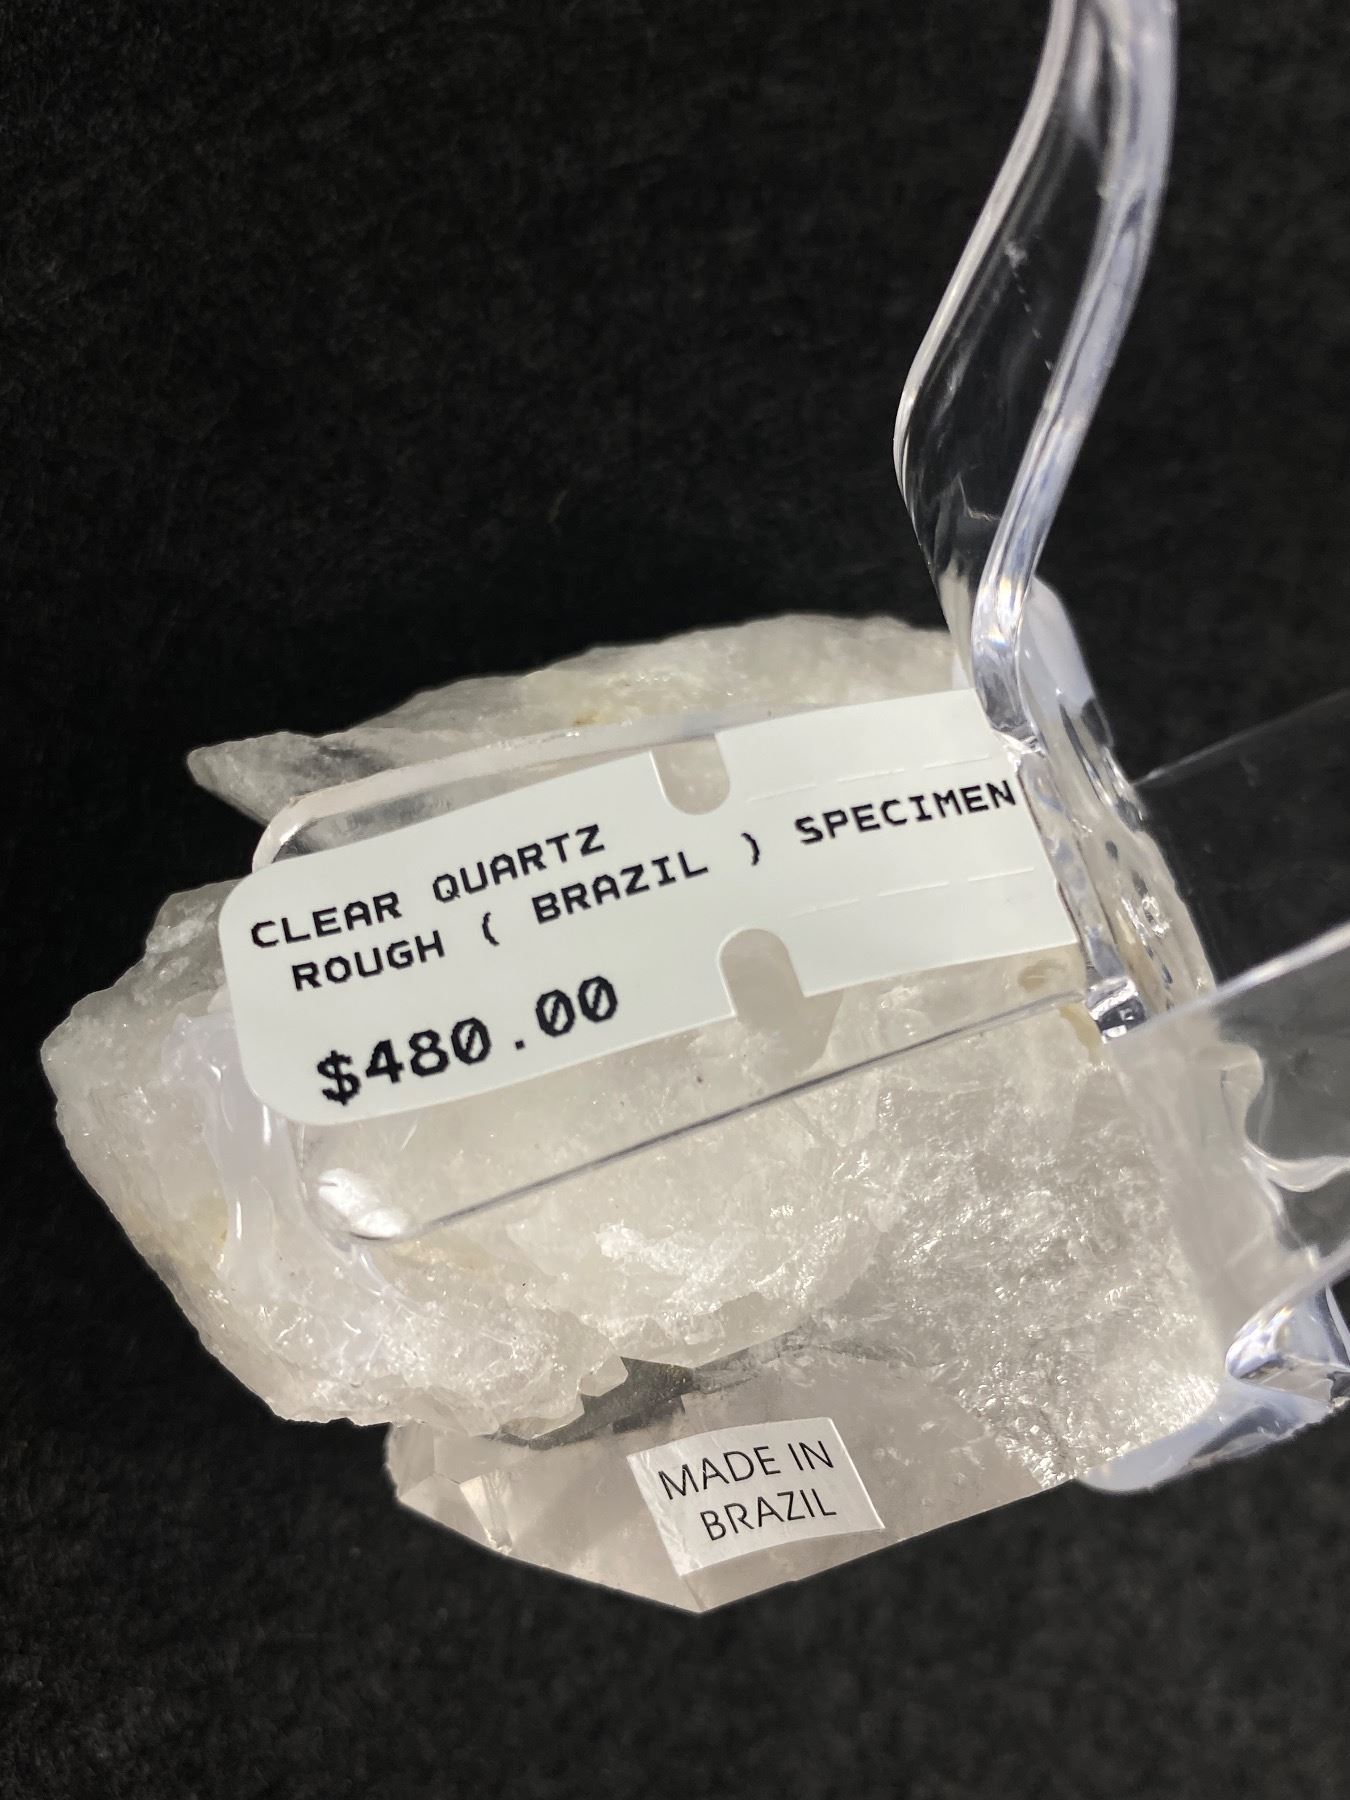 CLEAR QUARTZ
ROUGH ( BRAZIL ) SPECIMEN
$480.00
MADE IN
BRAZIL